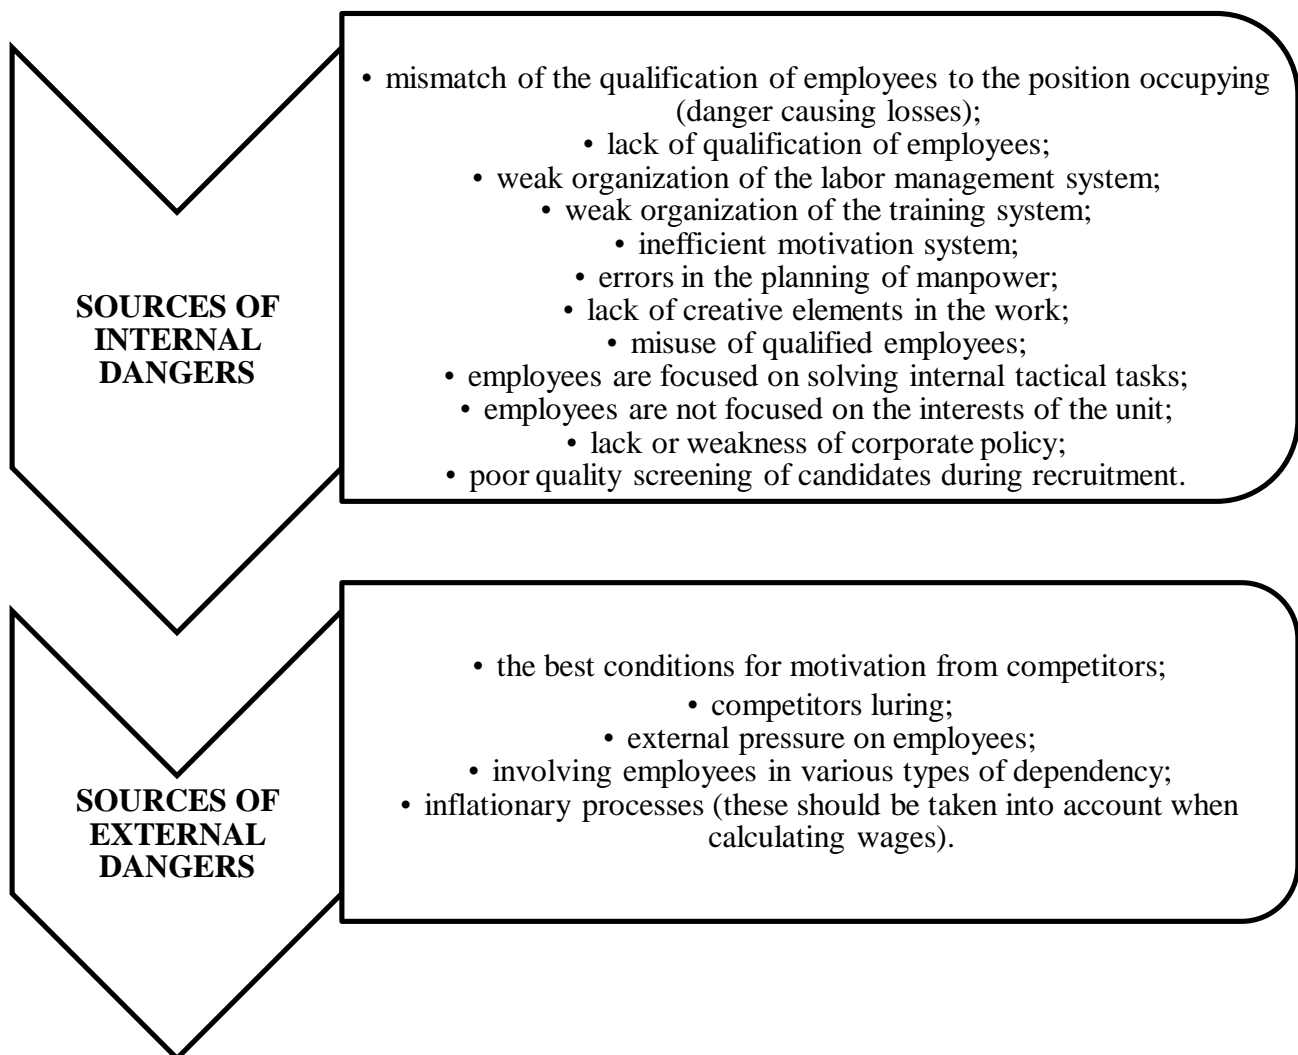 SOURCES OF
INTERNAL
DANGERS
• mismatch of the qualification of employees to the position occupying
(danger causing losses);
• lack of qualification of employees;
• weak organization of the labor management system;
• weak organization of the training system;
• inefficient motivation system;
• errors in the planning of manpower;
• lack of creative elements in the work;
• misuse of qualified employees;
• employees are focused on solving internal tactical tasks;
• employees are not focused on the interests of the unit;
• lack or weakness of corporate policy;
• poor quality screening of candidates during recruitment.
SOURCES OF
EXTERNAL
DANGERS
• the best conditions for motivation from competitors;
• competitors luring;
• external pressure on employees;
• involving employees in various types of dependency;
• inflationary processes (these should be taken into account when
calculating wages).